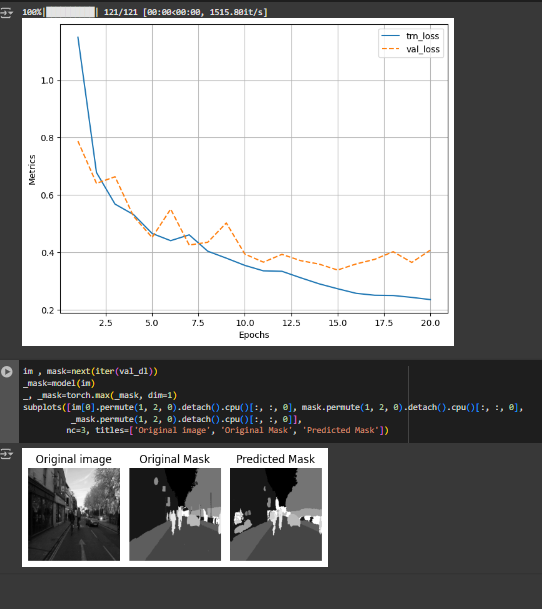 100%|██████████| 121/121 [00:00<00:00, 1515.80it/s]
trn_loss
val_loss
1.0
0.8
0.6
0.4
0.2
Metrics
2.5 5.0 7.5 10.0 12.5 15.0 17.5 20.0
Epochs
im , mask=next(iter(val_dl))
_mask=model(im)
_, _mask=torch.max(_mask, dim=1)
subplots([im[0].permute(1, 2, 0).detach().cpu()[:, :, 0], mask.permute(1, 2, 0).detach().cpu()[:, :, 0],
_mask.permute(1, 2, 0).detach().cpu()[:, :, 0]],
nc=3, titles=['Original image', 'Original Mask', 'Predicted Mask'])
Original image Original Mask Predicted Mask